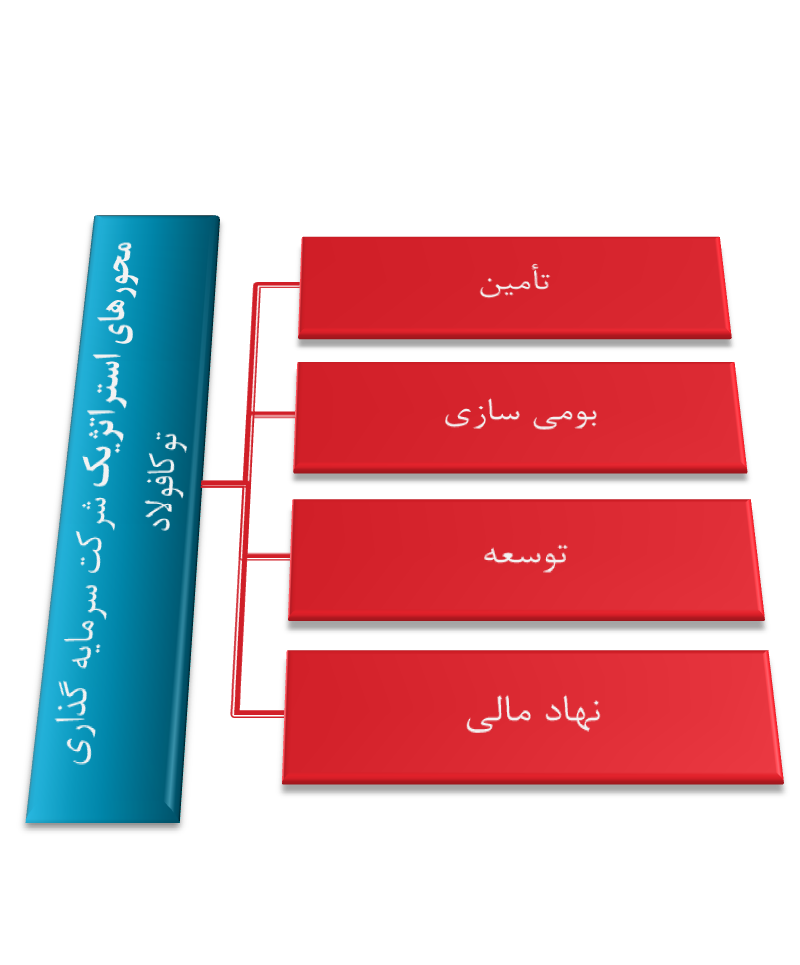 محورهای استراتژیک شرکت سرمایه گذاری
توکافولاد
تأمین
بومی سازی
توسعه
نهاد مالی